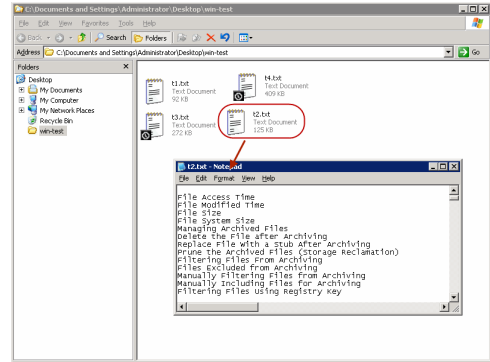 C:\Documents and Settings\Administrator\Desktop\win-test
File Edit View Favorites Tools Help
Back Search Folders
Address C:\Documents and Settings\Administrator\Desktop\win-test Go
Folders
Desktop
My Documents
My Computer
My Network Places
Recycle Bin
win-test
t1.txt
Text Document
92 KB
t4.txt
Text Document
409 KB
t3.txt
Text Document
272 KB
t2.txt
Text Document
125 KB
t2.txt - Notepad
File Edit Format View Help
File Access Time
File Modified Time
File Size
File System Size
Managing Archived Files
Delete the File after Archiving
Replace File With a Stub After Archiving
Prune the Archived Files (Storage Reclamation)
Filtering Files From Archiving
Files Excluded from Archiving
Manually Filtering Files from Archiving
Manually Including Files for Archiving
Filtering Files Using Registry Key